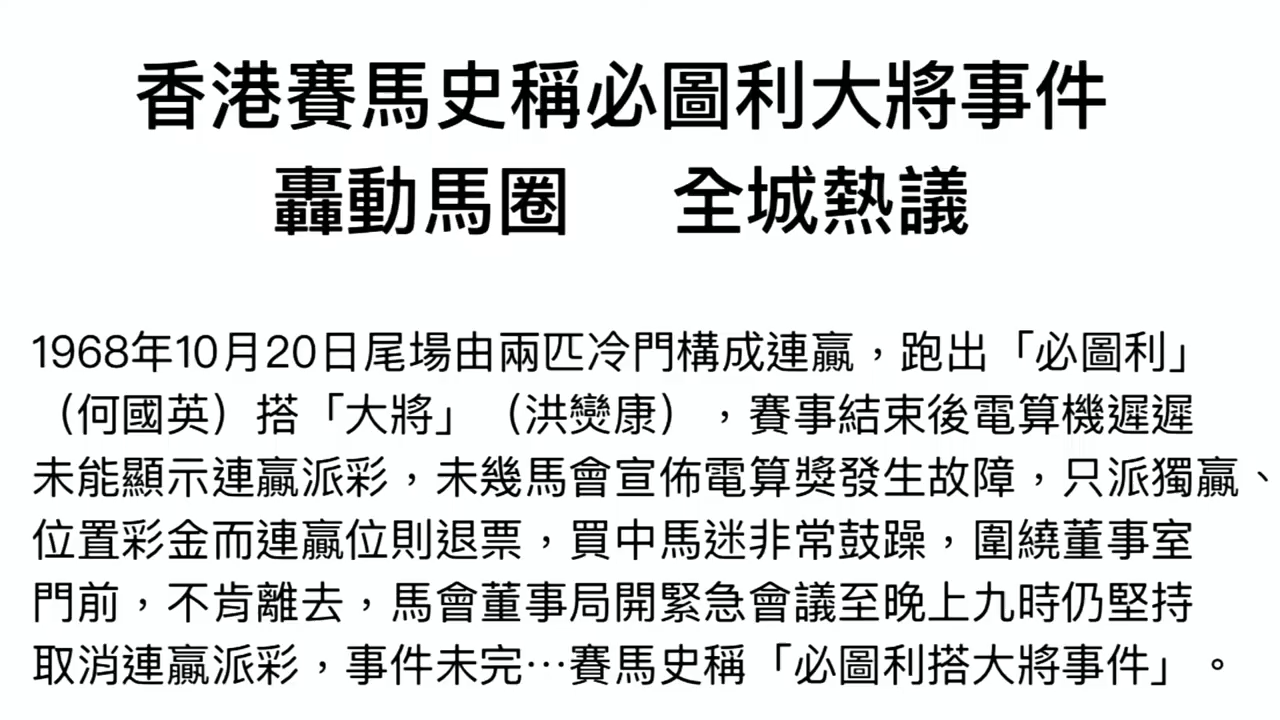 香港賽馬史稱必圖利大將事件
轟動馬圈 全城熱議
1968年10月20日尾場由兩匹冷門構成連贏，跑出「必圖利」
（何國英）搭「大將」（洪孌康），賽事結束後電算機遲遲
未能顯示連贏派彩，未幾馬會宣佈電算獎發生故障，只派獨贏、
位置彩金而連贏位則退票，買中馬迷非常鼓躁，圍繞董事室
門前，不肯離去，馬會董事局開緊急會議至晚上九時仍堅持
取消連贏派彩，事件未完…賽馬史稱「必圖利搭大將事件」。